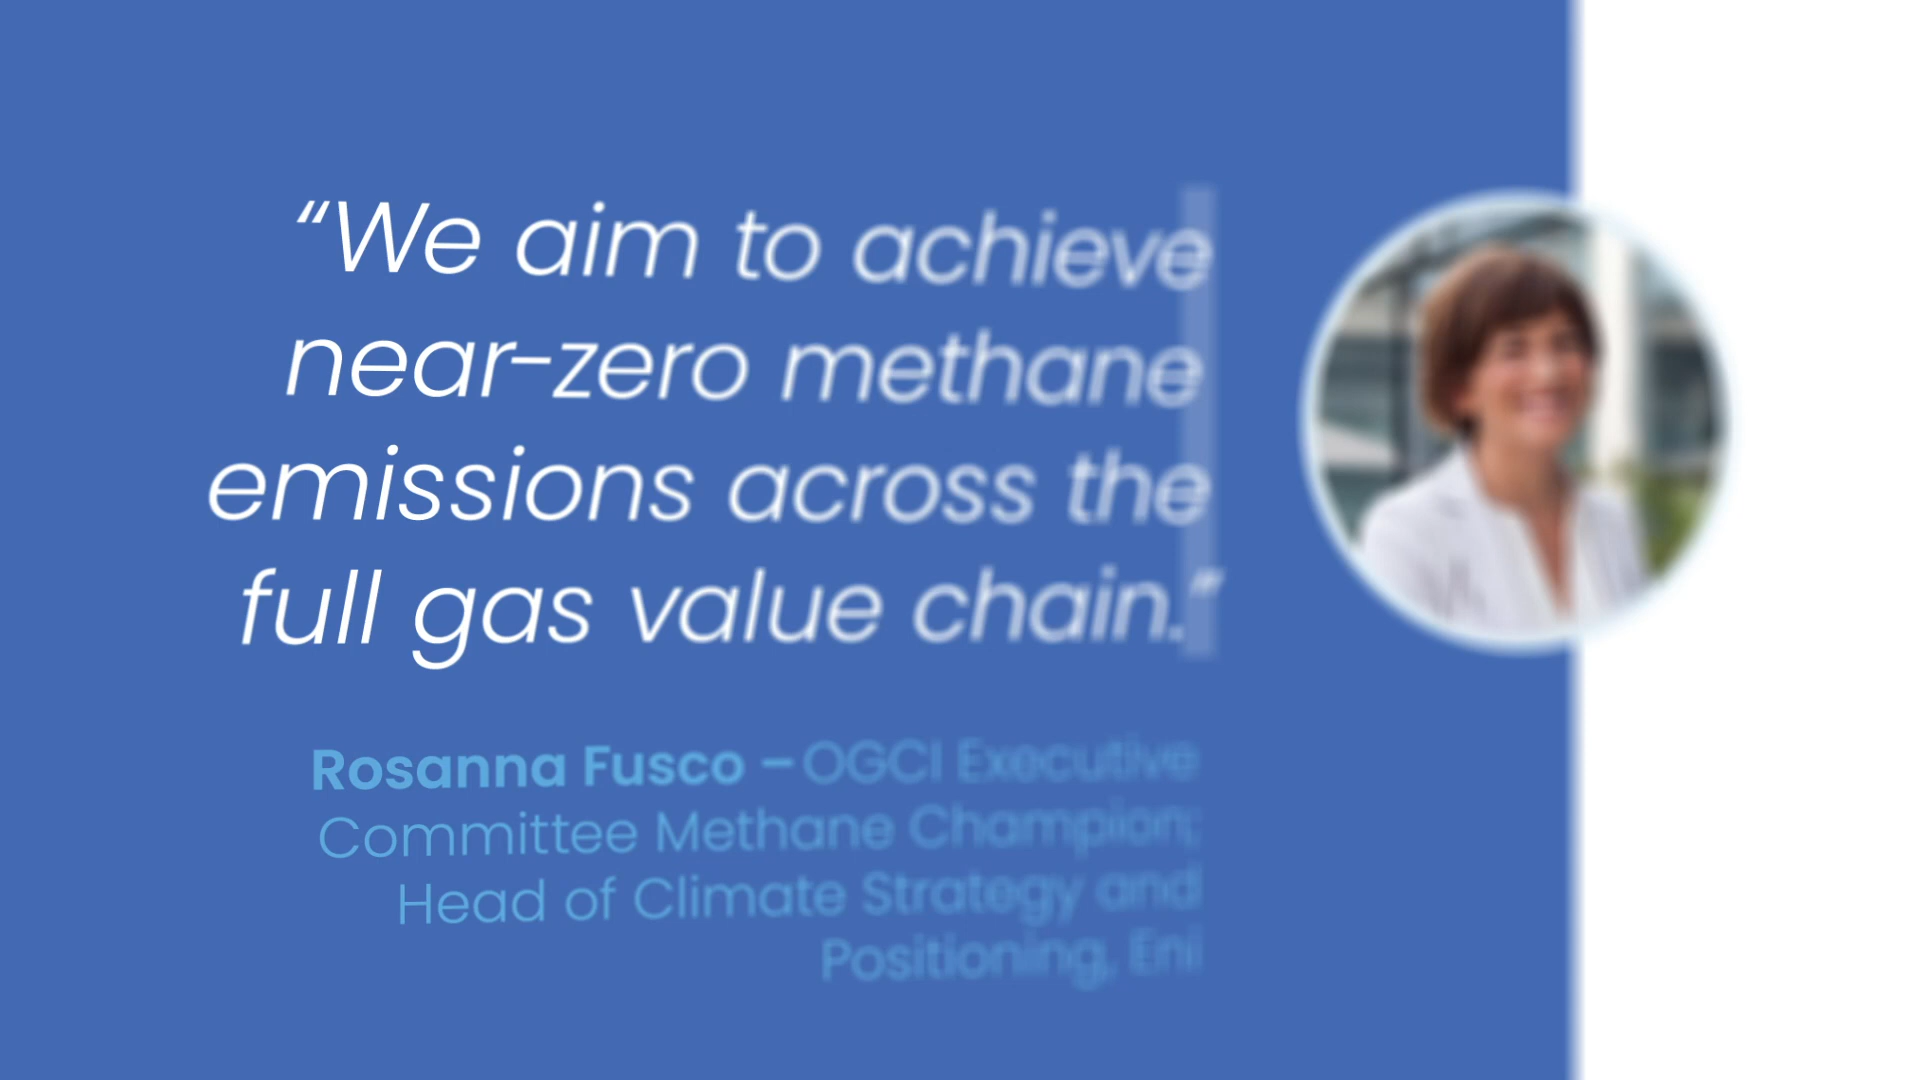 “We aim to achieve
near-zero methane
emissions across the
full gas value chain.”
Rosanna Fusco – OGCI Executive
Committee Methane Champion;
Head of Climate Strategy and
Positioning, Eni